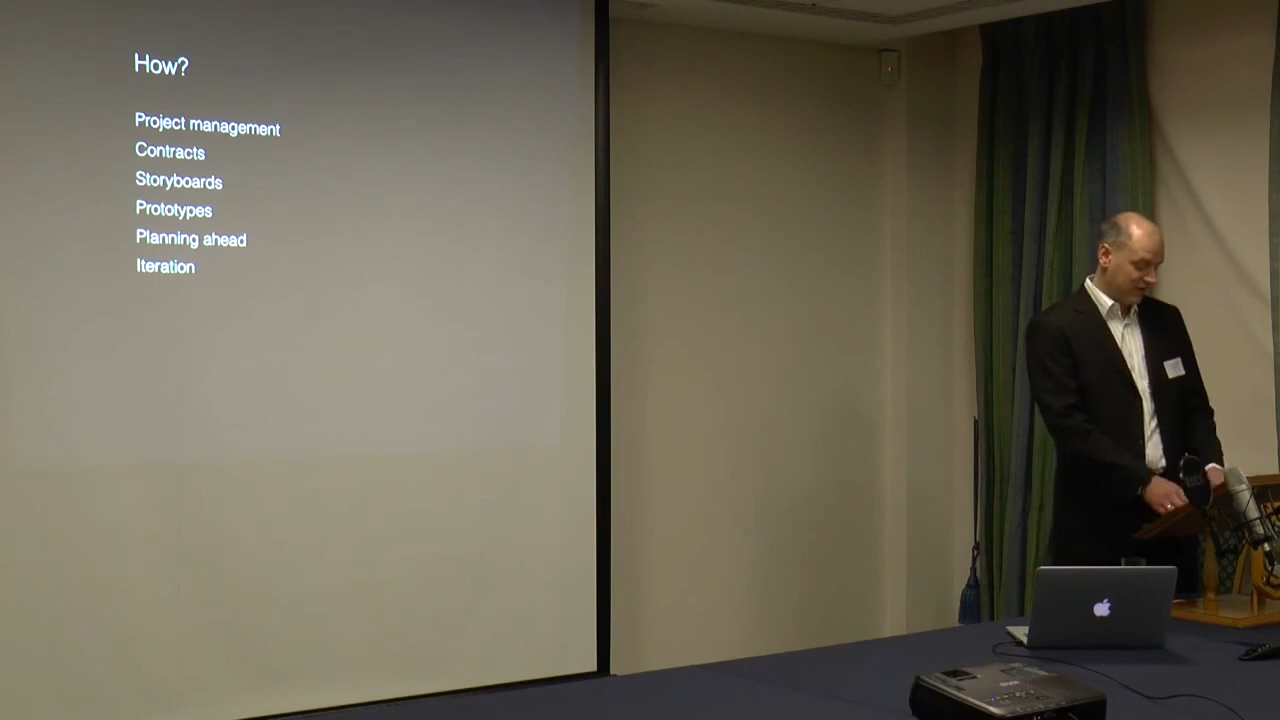 How?
Project management
Contracts
Storyboards
Prototypes
Planning ahead
Iteration